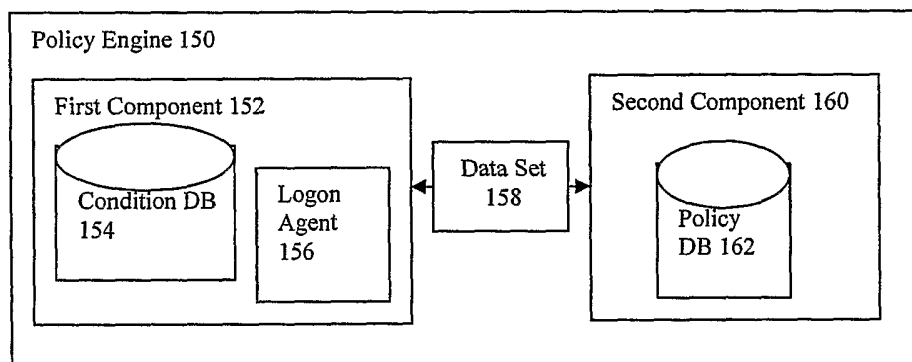 Policy Engine 150
First Component 152
Condition DB
154
Logon
Agent
156
Data Set
158
Second Component 160
Policy
DB 162